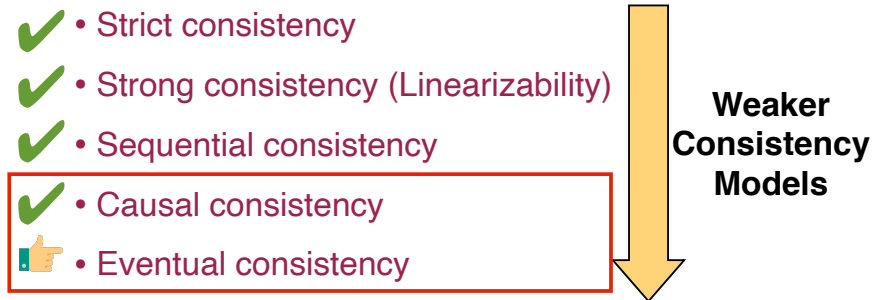 • Strict consistency
• Strong consistency (Linearizability)
• Sequential consistency
• Causal consistency
• Eventual consistency
Weaker
Consistency
Models